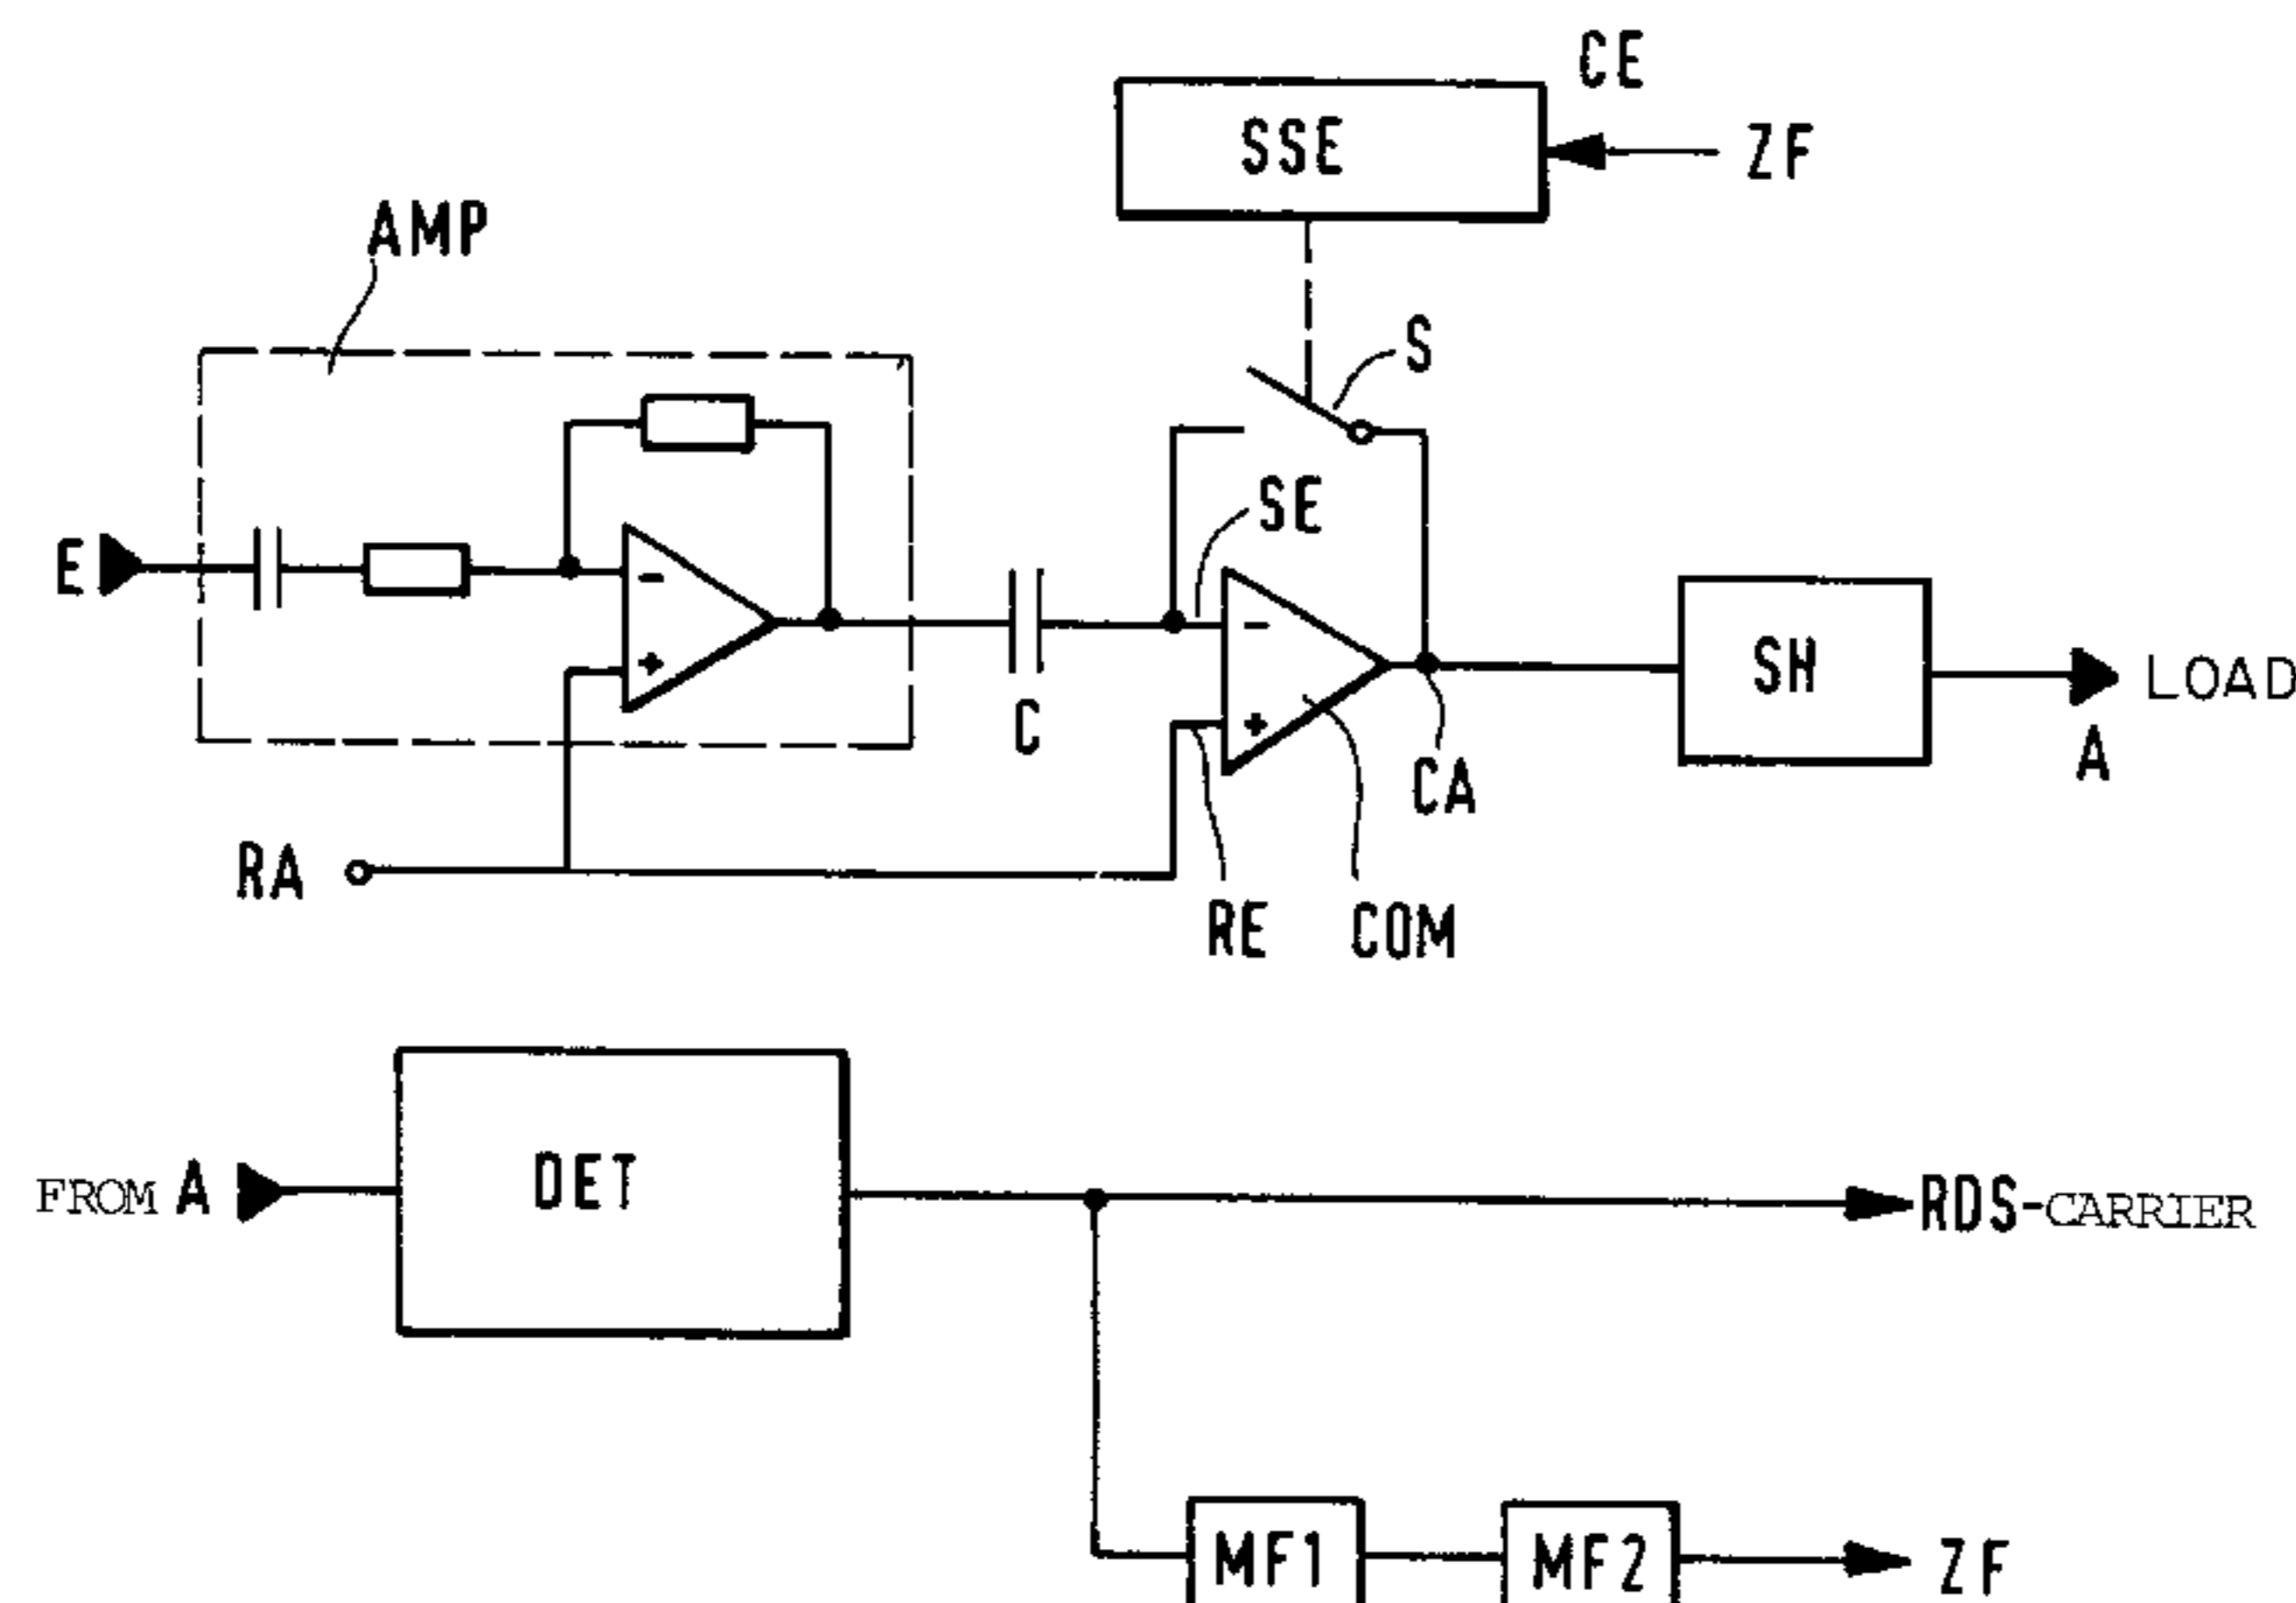 CE
SSE
ZF
AMP
S
SE
E
-
+
C
-
+
SH
LOAD
A
CA
RA
RE
COM
FROM A
DET
RDS-CARRIER
MF1
MF2
ZF